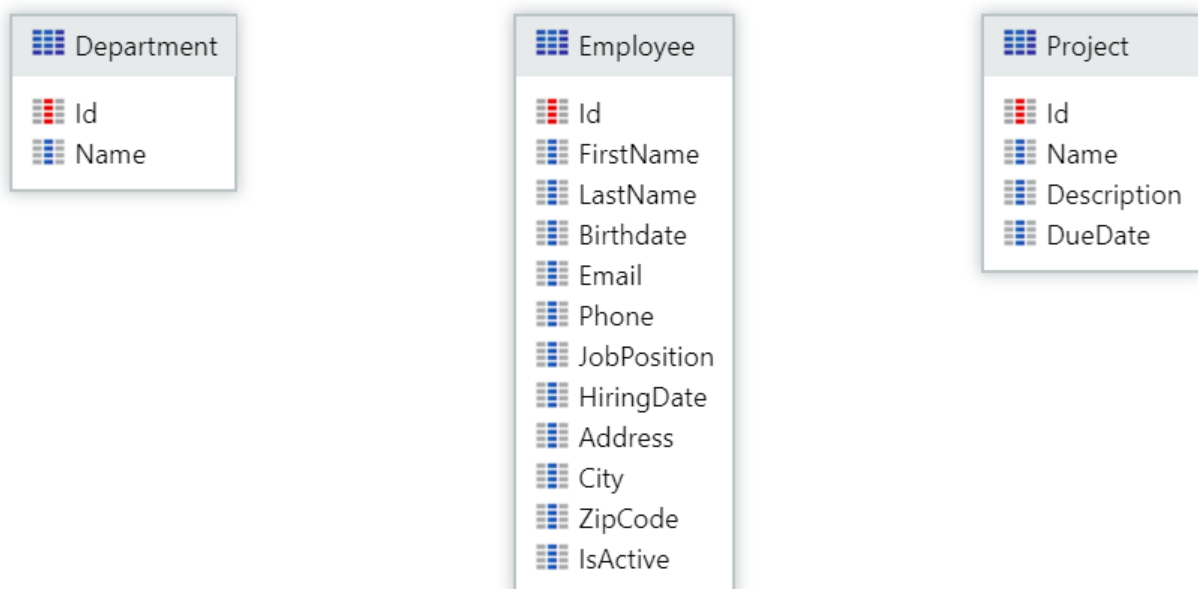 Department
Id
Name
Employee
Id
FirstName
LastName
Birthdate
Email
Phone
JobPosition
HiringDate
Address
City
ZipCode
IsActive
Project
Id
Name
Description
DueDate